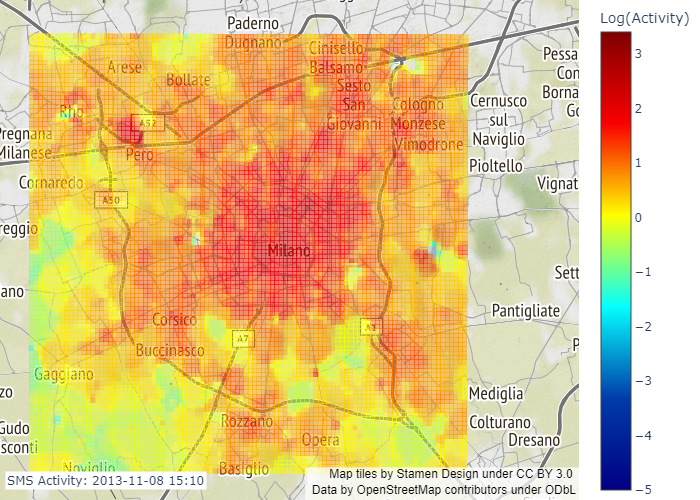 Log(Activity)
Paderno
Dugnano
Cinisello
Balsamo
Arese
Bollate
Sesto
San
Giovanni
Cologno
Monzese
Vimodrone
Cernusco
sul
Naviglio
Pessa
Con
Borna
Go
Rho
A52
Pregnana
Milanese
Pero
Pioltello
Cornaredo
Vignat
A50
reggio
Milano
ano
Sett
Pantigliate
Corsico
A7
Buccinasco
P
Gaggiano
zo
Mediglia
Rozzano
Colturano
Gudo
sconti
Opera
Dresano
Noviglio
Basiglio
SMS Activity: 2013-11-08 15:10
Map tiles by Stamen Design under CC BY 3.0
Data by OpenStreetMap contributors under ODbL
3
2
1
0
−1
−2
−3
−4
−5